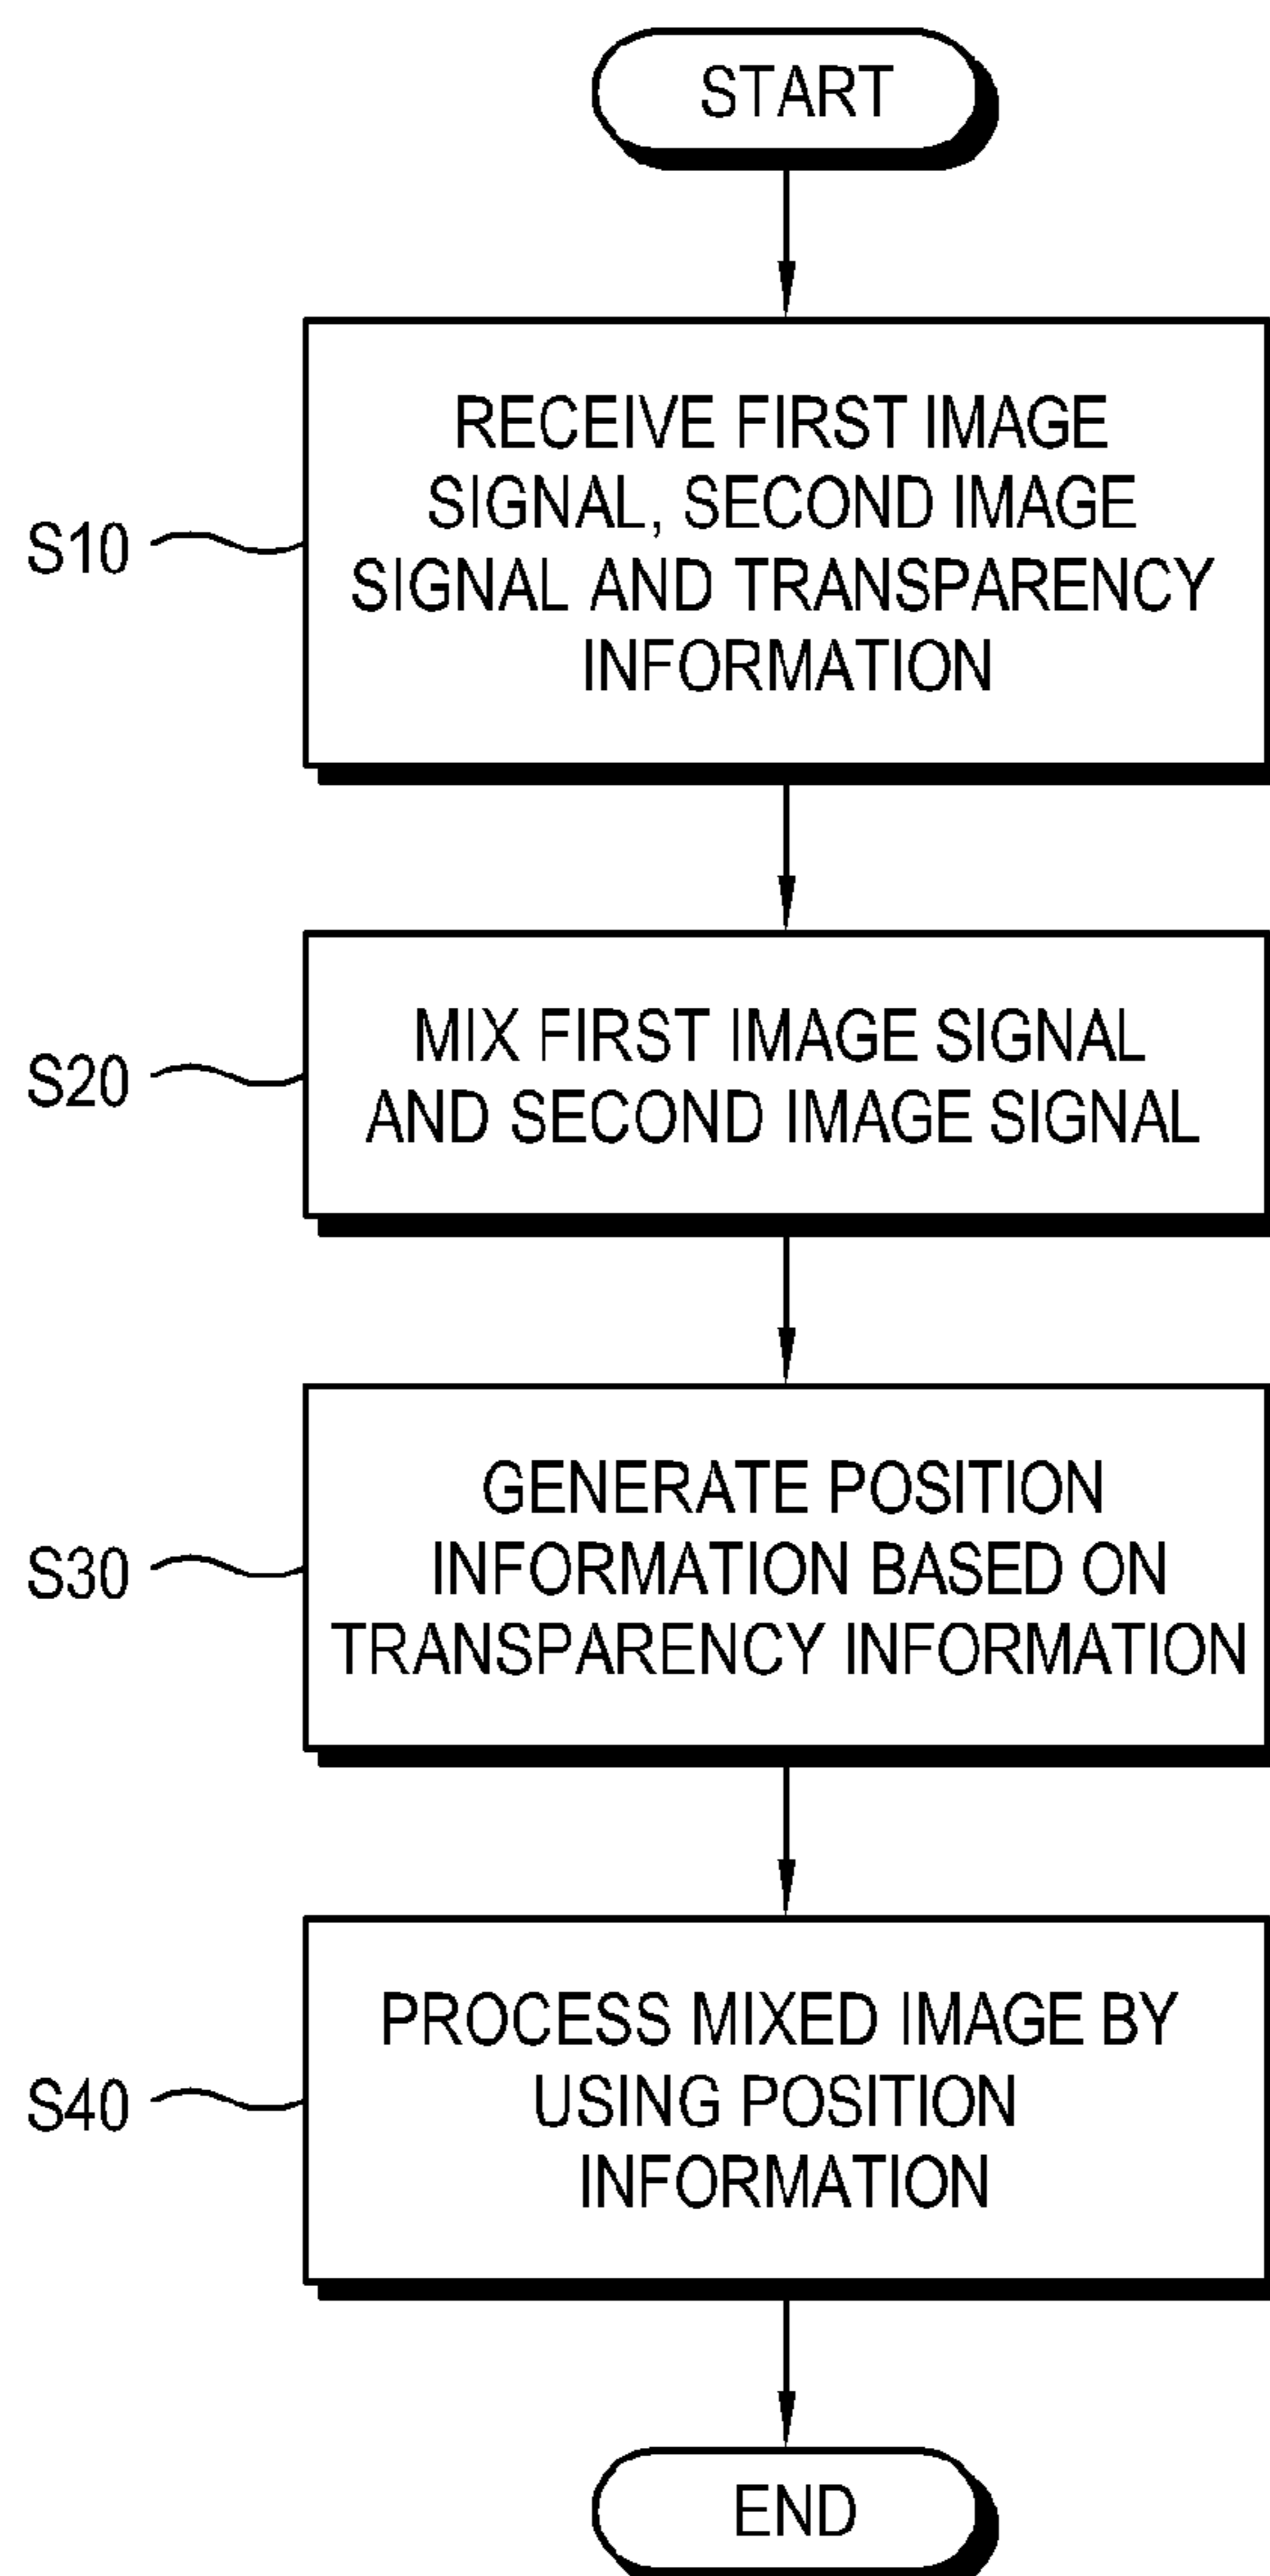 START
RECEIVE FIRST IMAGE
SIGNAL, SECOND IMAGE
SIGNAL AND TRANSPARENCY
INFORMATION
S10
MIX FIRST IMAGE SIGNAL
AND SECOND IMAGE SIGNAL
S20
GENERATE POSITION
INFORMATION BASED ON
TRANSPARENCY INFORMATION
S30
PROCESS MIXED IMAGE BY
USING POSITION
INFORMATION
S40
END